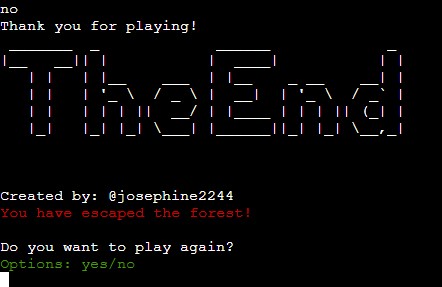 no
Thank you for playing!
The End
Created by: @josephine2244
You have escaped the forest!
Do you want to play again?
Options: yes/no